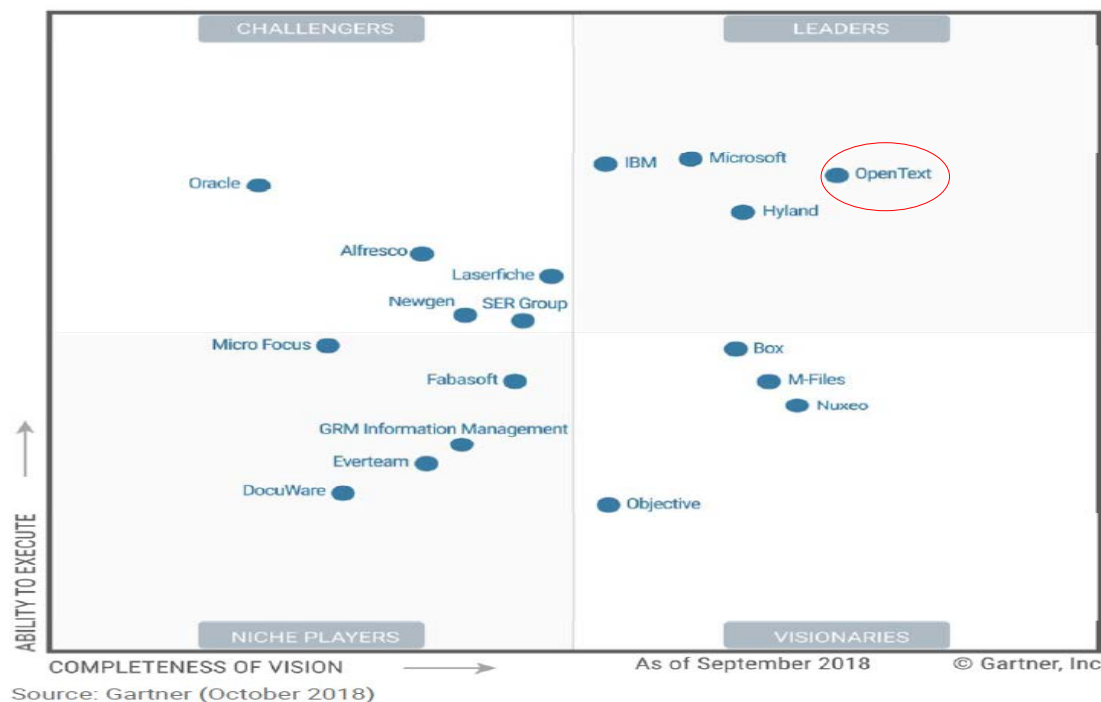 CHALLENGERS
LEADERS
IBM
Microsoft
OpenText
Oracle
Hyland
Alfresco
Laserfiche
Newgen
SER Group
Micro Focus
Box
Fabasoft
M-Files
Nuxeo
GRM Information Management
Everteam
DocuWare
Objective
ABILITY TO EXECUTE
NICHE PLAYERS
VISIONARIES
COMPLETENESS OF VISION
As of September 2018
© Gartner, Inc
Source: Gartner (October 2018)